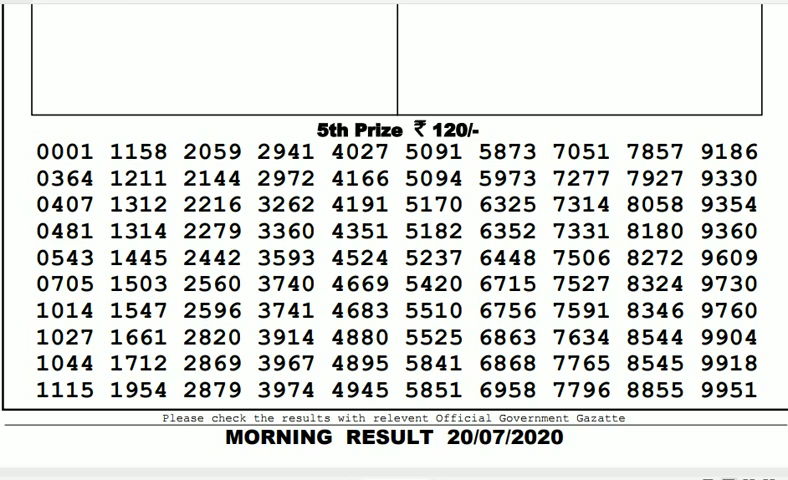 5th Prize ₹ 120/-
0001 1158 2059 2941 4027 5091 5873 7051 7857 9186
0364 1211 2144 2972 4166 5094 5973 7277 7927 9330
0407 1312 2216 3262 4191 5170 6325 7314 8058 9354
0481 1314 2279 3360 4351 5182 6352 7331 8180 9360
0543 1445 2442 3593 4524 5237 6448 7506 8272 9609
0705 1503 2560 3740 4669 5420 6715 7527 8324 9730
1014 1547 2596 3741 4683 5510 6756 7591 8346 9760
1027 1661 2820 3914 4880 5525 6863 7634 8544 9904
1044 1712 2869 3967 4895 5841 6868 7765 8545 9918
1115 1954 2879 3974 4945 5851 6958 7796 8855 9951
Please check the results with relevent Official Government Gazatte
MORNING RESULT 20/07/2020